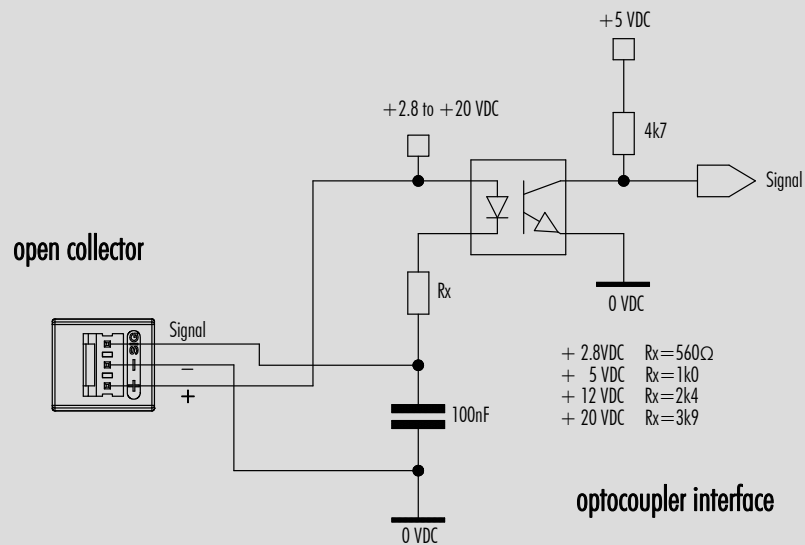 +5 VDC
+2.8 to +20 VDC
4k7
Signal
open collector
0 VDC
Rx
SIG
Signal
−
+
+ 2.8VDC Rx=560Ω
+ 5 VDC Rx=1k0
+ 12 VDC Rx=2k4
+ 20 VDC Rx=3k9
100nF
optocoupler interface
0 VDC